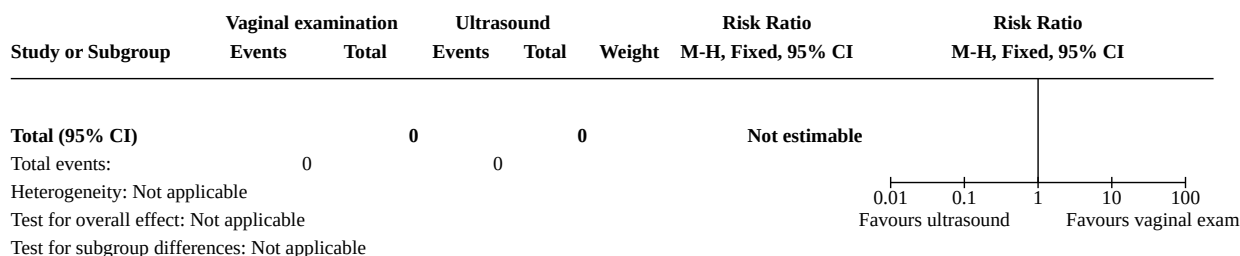 Vaginal examination Ultrasound Risk Ratio Risk Ratio
Study or Subgroup Events Total Events Total Weight M-H, Fixed, 95% CI M-H, Fixed, 95% CI
Total (95% CI) 0 0 Not estimable
Total events: 0 0
Heterogeneity: Not applicable
0.01 0.1 1 10 100
Test for overall effect: Not applicable Favours ultrasound Favours vaginal exam
Test for subgroup differences: Not applicable